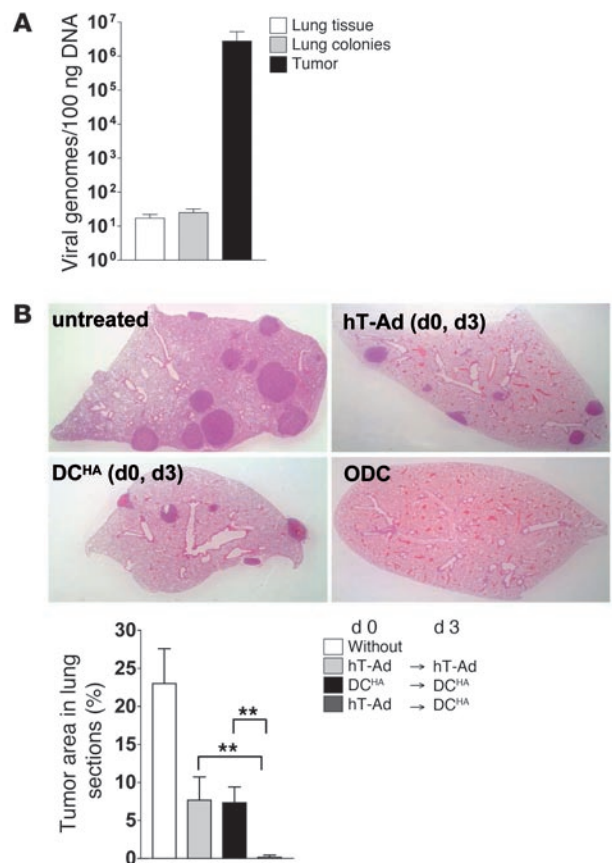 A
Viral genomes/100 ng DNA
10⁷
10⁶
10⁵
10⁴
10³
10²
10¹
10⁰
Lung tissue
Lung colonies
Tumor
B
untreated
hT-Ad (d0, d3)
DCᴴᴬ (d0, d3)
ODC
Tumor area in lung
sections (%)
30
25
20
15
10
5
0
**
**
d 0 d 3
Without
hT-Ad → hT-Ad
DCᴴᴬ → DCᴴᴬ
hT-Ad → DCᴴᴬ